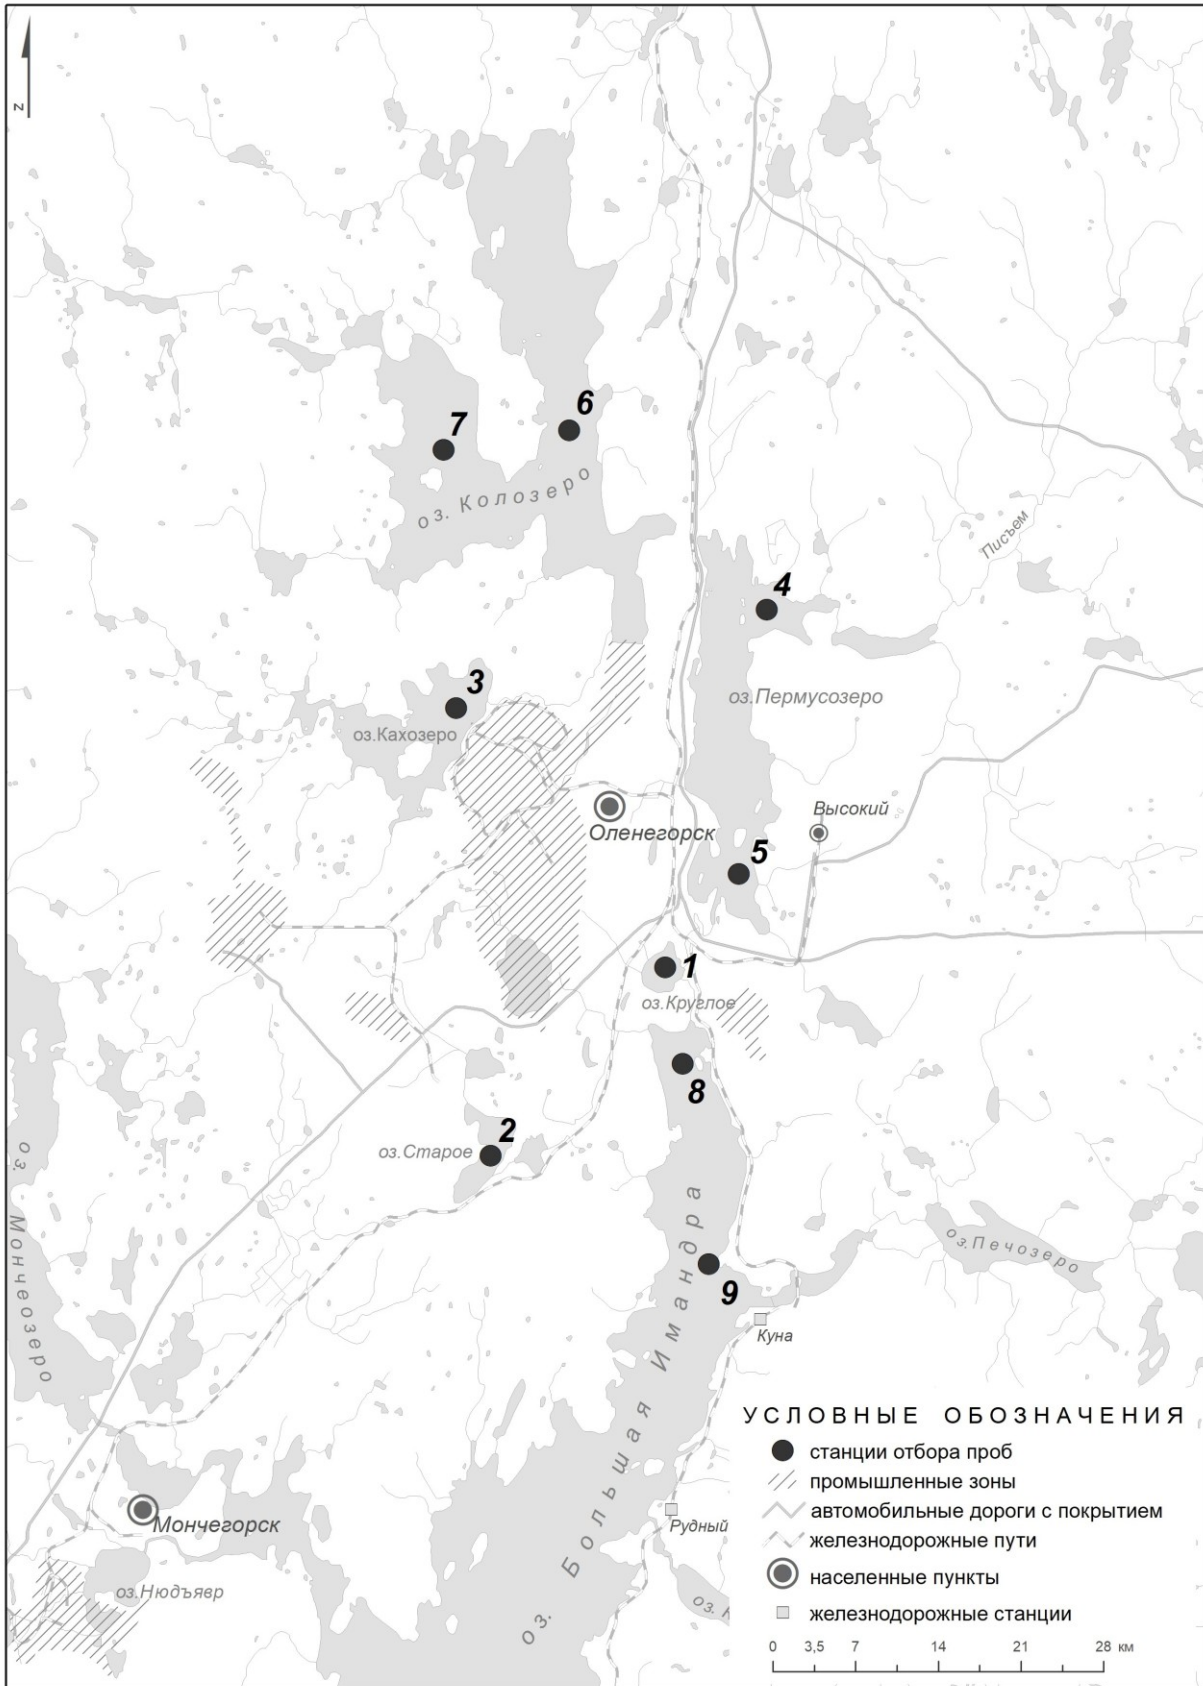 N
6
7
оз. Колозеро
Писъем
4
3
оз.Пермусозеро
оз.Кахозеро
Высокий
Оленегорск
5
1
оз.Круглое
8
2
оз.Старое
оз. Мончеозеро
оз.Печозеро
9
Куна
оз. Большая Имандра
Рудный
Мончегорск
оз.Нюдъявр
оз.
УСЛОВНЫЕ ОБОЗНАЧЕНИЯ
станции отбора проб
промышленные зоны
автомобильные дороги с покрытием
железнодорожные пути
населенные пункты
железнодорожные станции
0 3,5 7 14 21 28 км